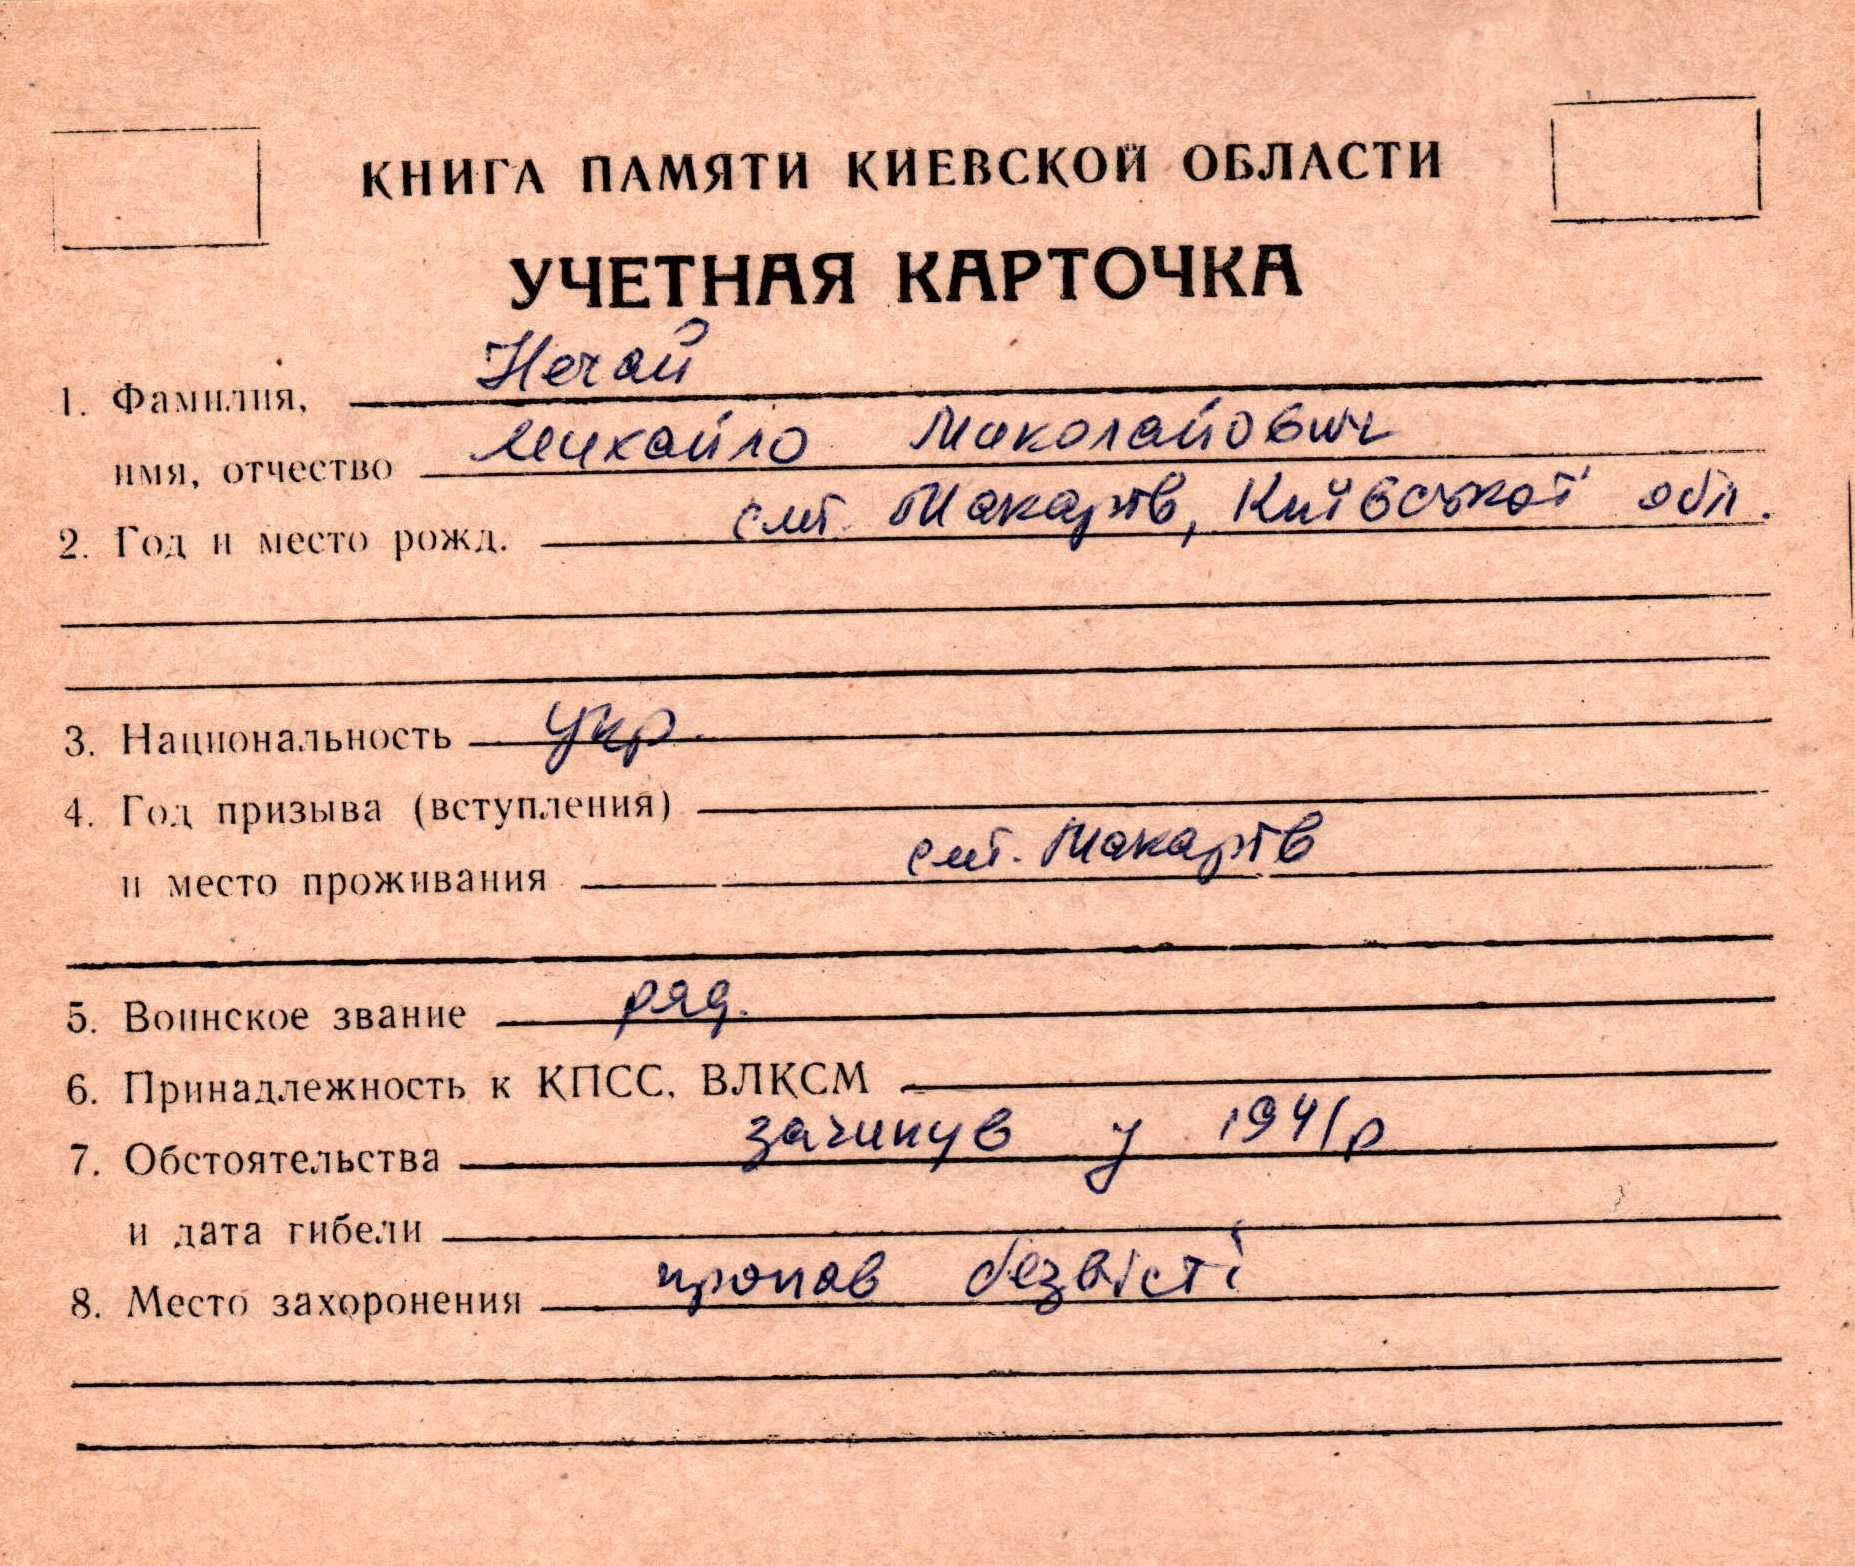 КНИГА ПАМЯТИ КИЕВСКОЙ ОБЛАСТИ
УЧЕТНАЯ КАРТОЧКА
1. Фамилия, Нечай
имя, отчество Михайло Миколайович
2. Год и место рожд. смт. Макарів, Київської обл.
3. Национальность укр.
4. Год призыва (вступления)
и место проживания смт. Макарів
5. Воинское звание ряд.
6. Принадлежность к КПСС, ВЛКСМ
7. Обстоятельства загинув у 1941р
и дата гибели
8. Место захоронения пропав безвісті